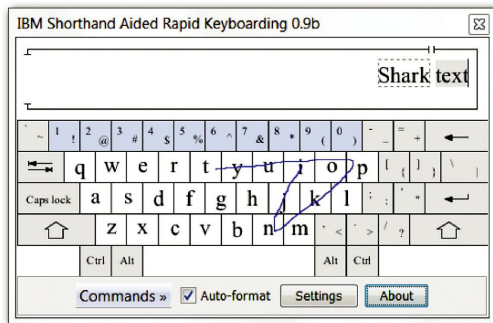 IBM Shorthand Aided Rapid Keyboarding 0.9b
Shark text
` ~ 1 ! 2 @ 3 # 4 $ 5 % 6 ^ 7 & 8 * 9 ( 0 ) - _ = +
q w e r t y u i o p [ { ] } \ |
Caps lock a s d f g h j k l ; : ' "
z x c v b n m , < . > / ?
Ctrl Alt Alt Ctrl
Commands » Auto-format Settings About